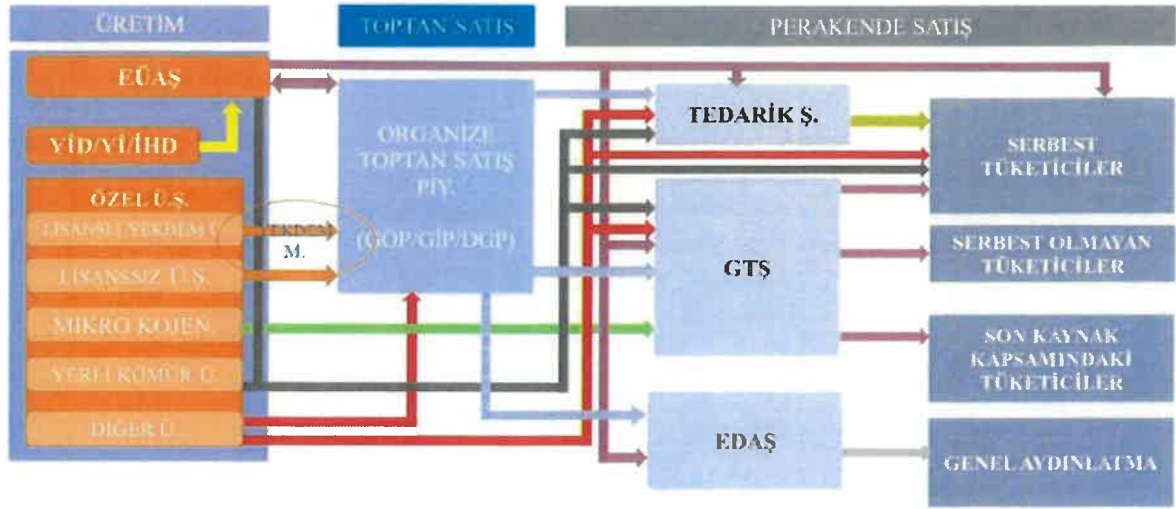 ÜRETİM
TOPTAN SATIŞ
PERAKENDE SATIŞ
EÜAŞ
YİD/Yİ/İHD
ÖZEL Ü.Ş.
LİSANSLI YEKDEM Ü
LİSANSSIZ Ü.Ş.
MİKRO KOJEN
YERLİ KÖMÜR Ü.
DİĞER Ü.
M.
ORGANİZE
TOPTAN SATIŞ
PİY.
(GÖP/GİP/DGP)
TEDARİK Ş.
GTŞ
EDAŞ
SERBEST
TÜKETİCİLER
SERBEST OLMAYAN
TÜKETİCİLER
SON KAYNAK
KAPSAMINDAKİ
TÜKETİCİLER
GENEL AYDINLATMA